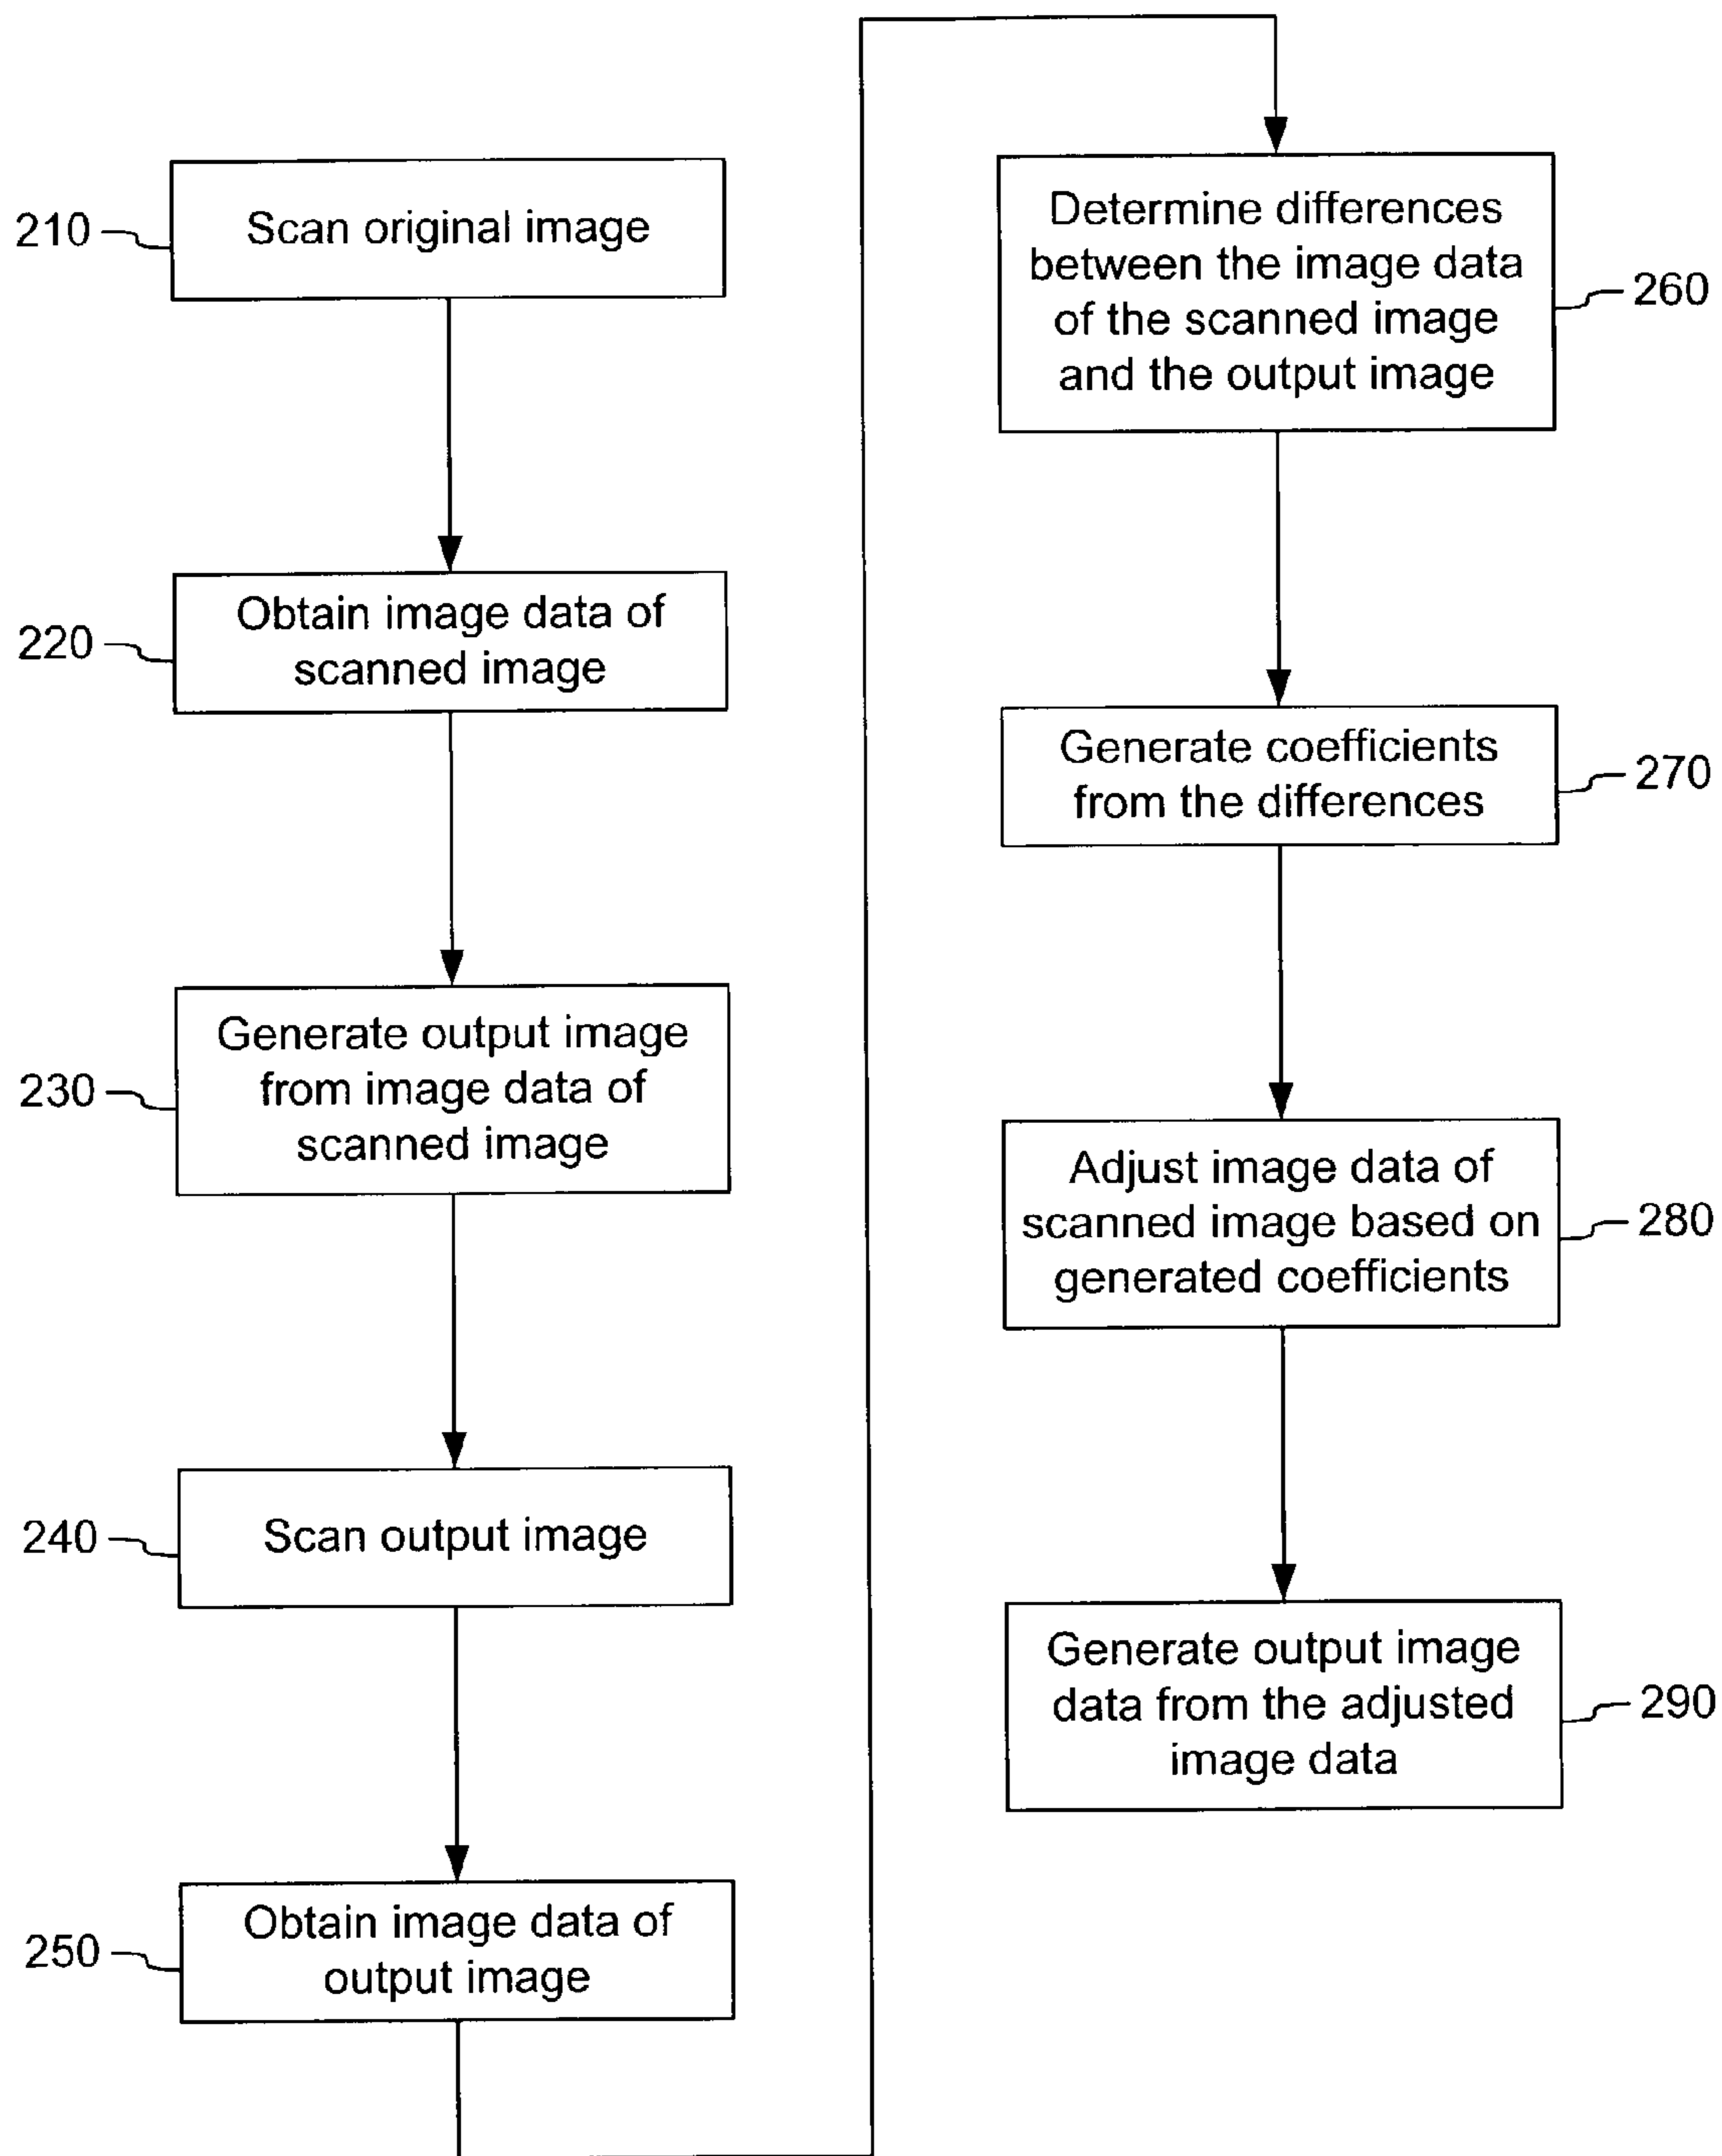 210
Scan original image
220
Obtain image data of
scanned image
230
Generate output image
from image data of
scanned image
240
Scan output image
250
Obtain image data of
output image
Determine differences
between the image data
of the scanned image
and the output image
260
Generate coefficients
from the differences
270
Adjust image data of
scanned image based on
generated coefficients
280
Generate output image
data from the adjusted
image data
290